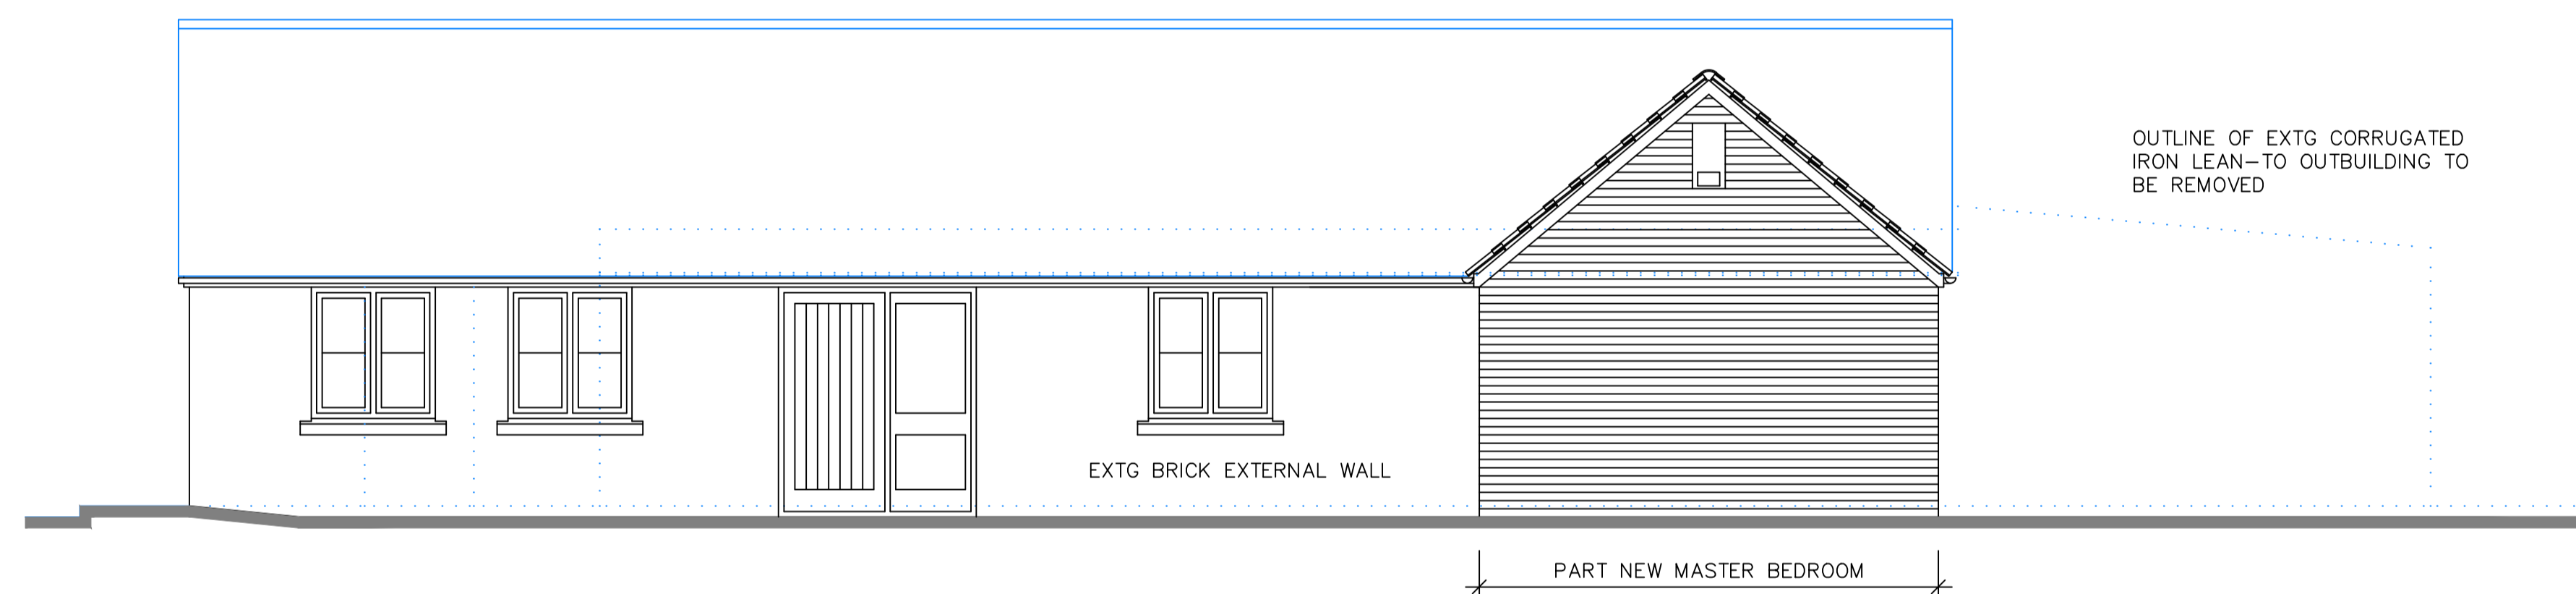 OUTLINE OF EXTG CORRUGATED
IRON LEAN-TO OUTBUILDING TO
BE REMOVED
EXTG BRICK EXTERNAL WALL
PART NEW MASTER BEDROOM